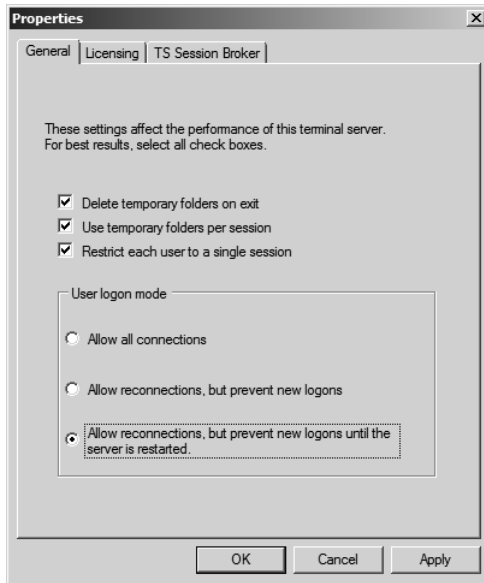 Properties
General
Licensing
TS Session Broker
These settings affect the performance of this terminal server.
For best results, select all check boxes.
Delete temporary folders on exit
Use temporary folders per session
Restrict each user to a single session
User logon mode
Allow all connections
Allow reconnections, but prevent new logons
Allow reconnections, but prevent new logons until the
server is restarted.
OK
Cancel
Apply